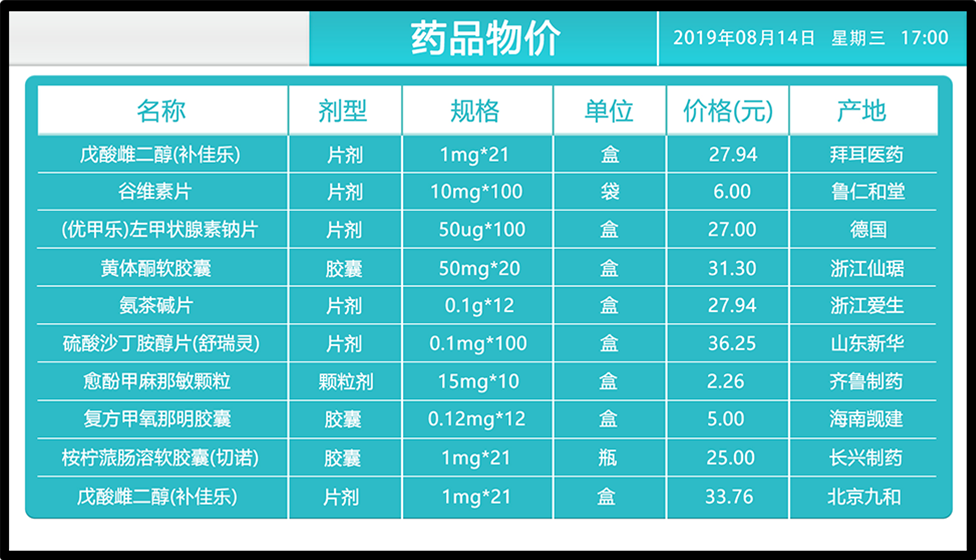 药品物价
2019年08月14日 星期三 17:00
名称 剂型 规格 单位 价格(元) 产地
戊酸雌二醇(补佳乐) 片剂 1mg*21 盒 27.94 拜耳医药
谷维素片 片剂 10mg*100 袋 6.00 鲁仁和堂
(优甲乐)左甲状腺素钠片 片剂 50ug*100 盒 27.00 德国
黄体酮软胶囊 胶囊 50mg*20 盒 31.30 浙江仙琚
氨茶碱片 片剂 0.1g*12 盒 27.94 浙江爱生
硫酸沙丁胺醇片(舒瑞灵) 片剂 0.1mg*100 盒 36.25 山东新华
愈酚甲麻那敏颗粒 颗粒剂 15mg*10 盒 2.26 齐鲁制药
复方甲氧那明胶囊 胶囊 0.12mg*12 盒 5.00 海南觊建
桉柠蒎肠溶软胶囊(切诺) 胶囊 1mg*21 瓶 25.00 长兴制药
戊酸雌二醇(补佳乐) 片剂 1mg*21 盒 33.76 北京九和